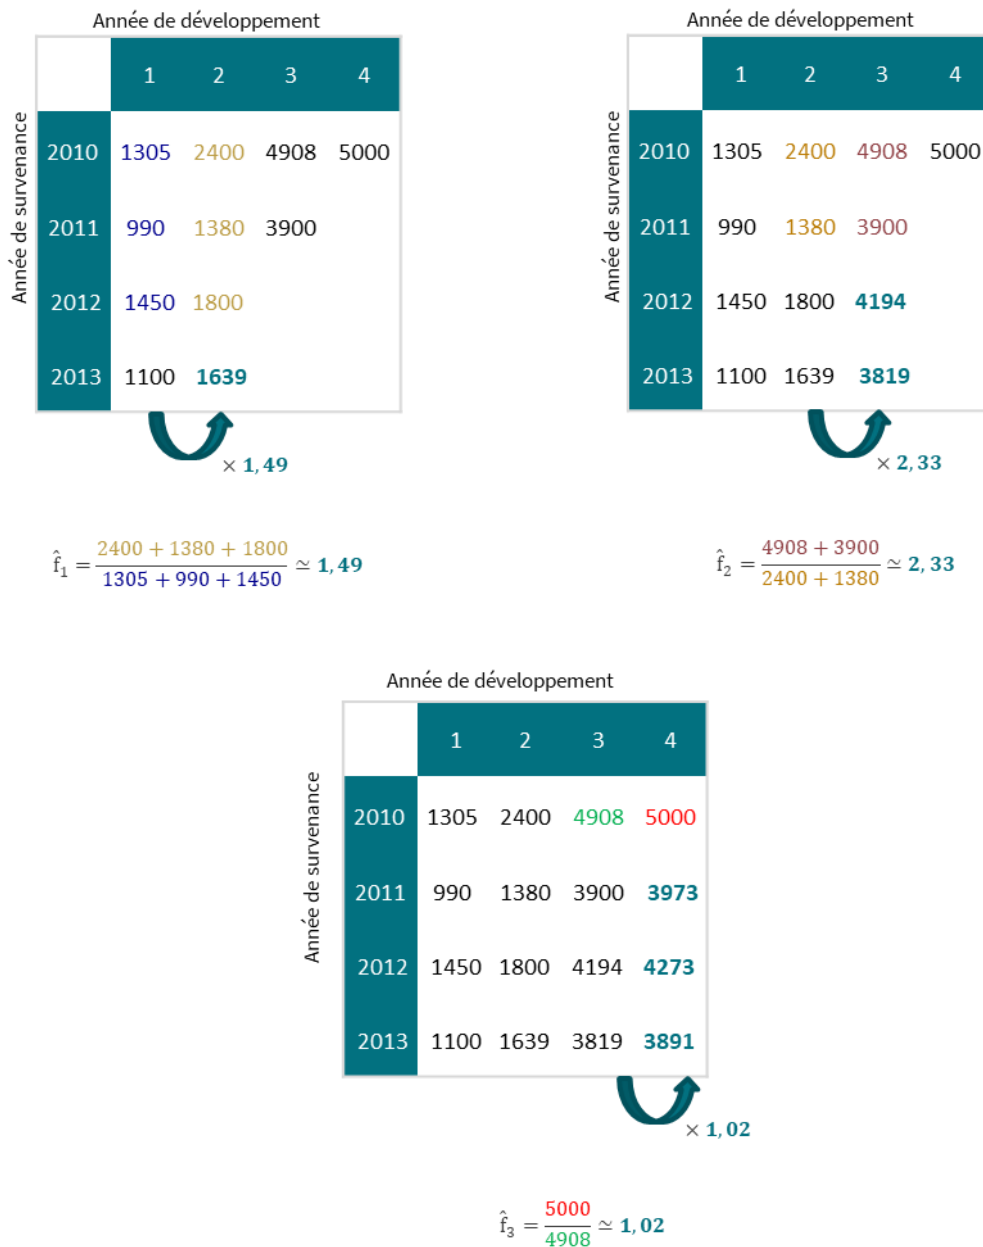 Année de développement
Année de survenance
1 2 3 4
2010 1305 2400 4908 5000
2011 990 1380 3900
2012 1450 1800
2013 1100 1639
× 1,49
f̂₁ = (2400 + 1380 + 1800) / (1305 + 990 + 1450) ≃ 1,49
Année de développement
Année de survenance
1 2 3 4
2010 1305 2400 4908 5000
2011 990 1380 3900
2012 1450 1800 4194
2013 1100 1639 3819
× 2,33
f̂₂ = (4908 + 3900) / (2400 + 1380) ≃ 2,33
Année de développement
Année de survenance
1 2 3 4
2010 1305 2400 4908 5000
2011 990 1380 3900 3973
2012 1450 1800 4194 4273
2013 1100 1639 3819 3891
× 1,02
f̂₃ = 5000 / 4908 ≃ 1,02